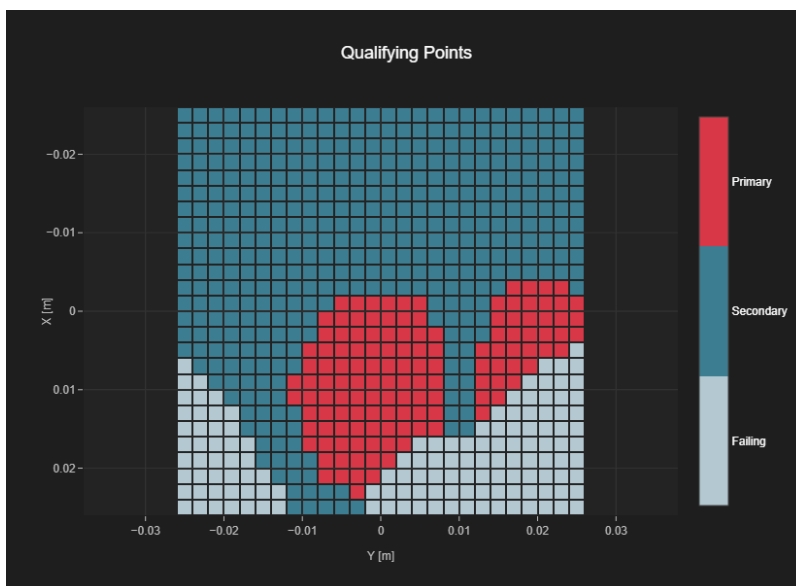 Qualifying Points
−0.02
−0.01
0
0.01
0.02
X [m]
−0.03
−0.02
−0.01
0
0.01
0.02
0.03
Y [m]
Primary
Secondary
Failing